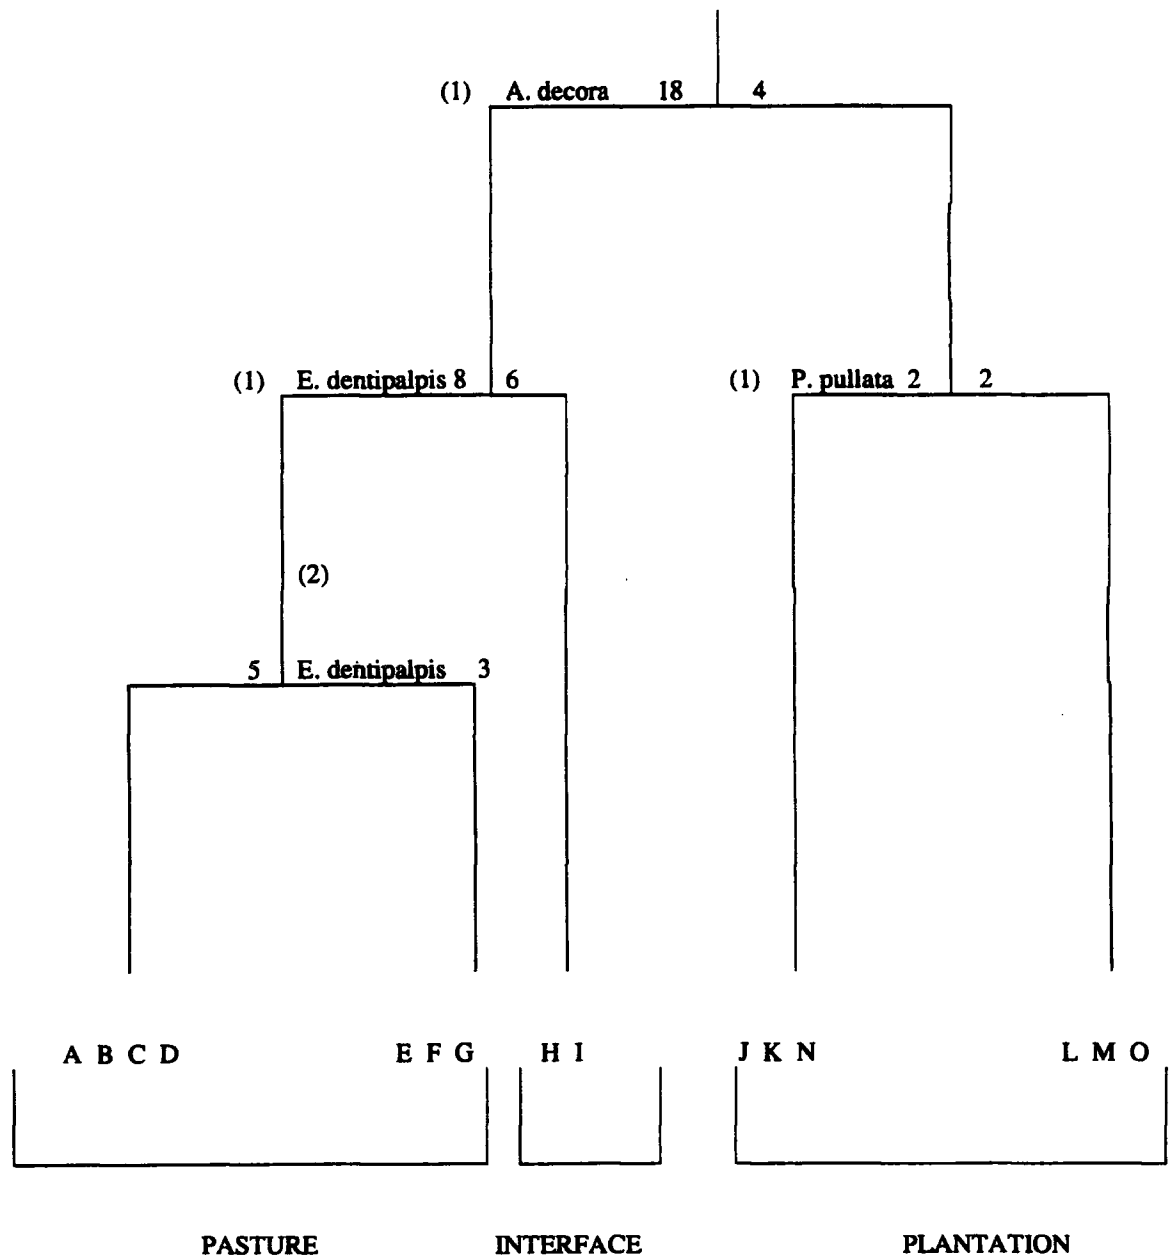 (1) A. decora 18 4
(1) E. dentipalpis 8 6 (1) P. pullata 2 2
(2)
5 E. dentipalpis 3
A B C D E F G H I J K N L M O
PASTURE INTERFACE PLANTATION